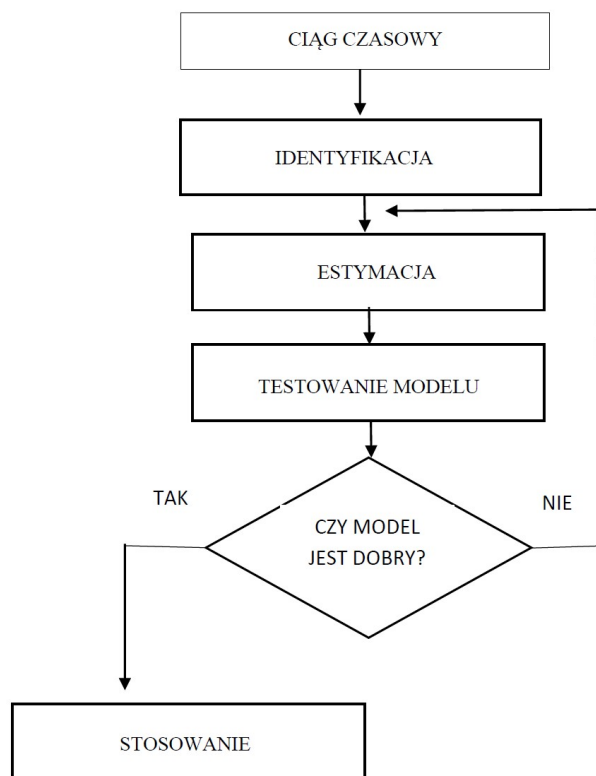 CIĄG CZASOWY
IDENTYFIKACJA
ESTYMACJA
TESTOWANIE MODELU
TAK
NIE
CZY MODEL
JEST DOBRY?
STOSOWANIE